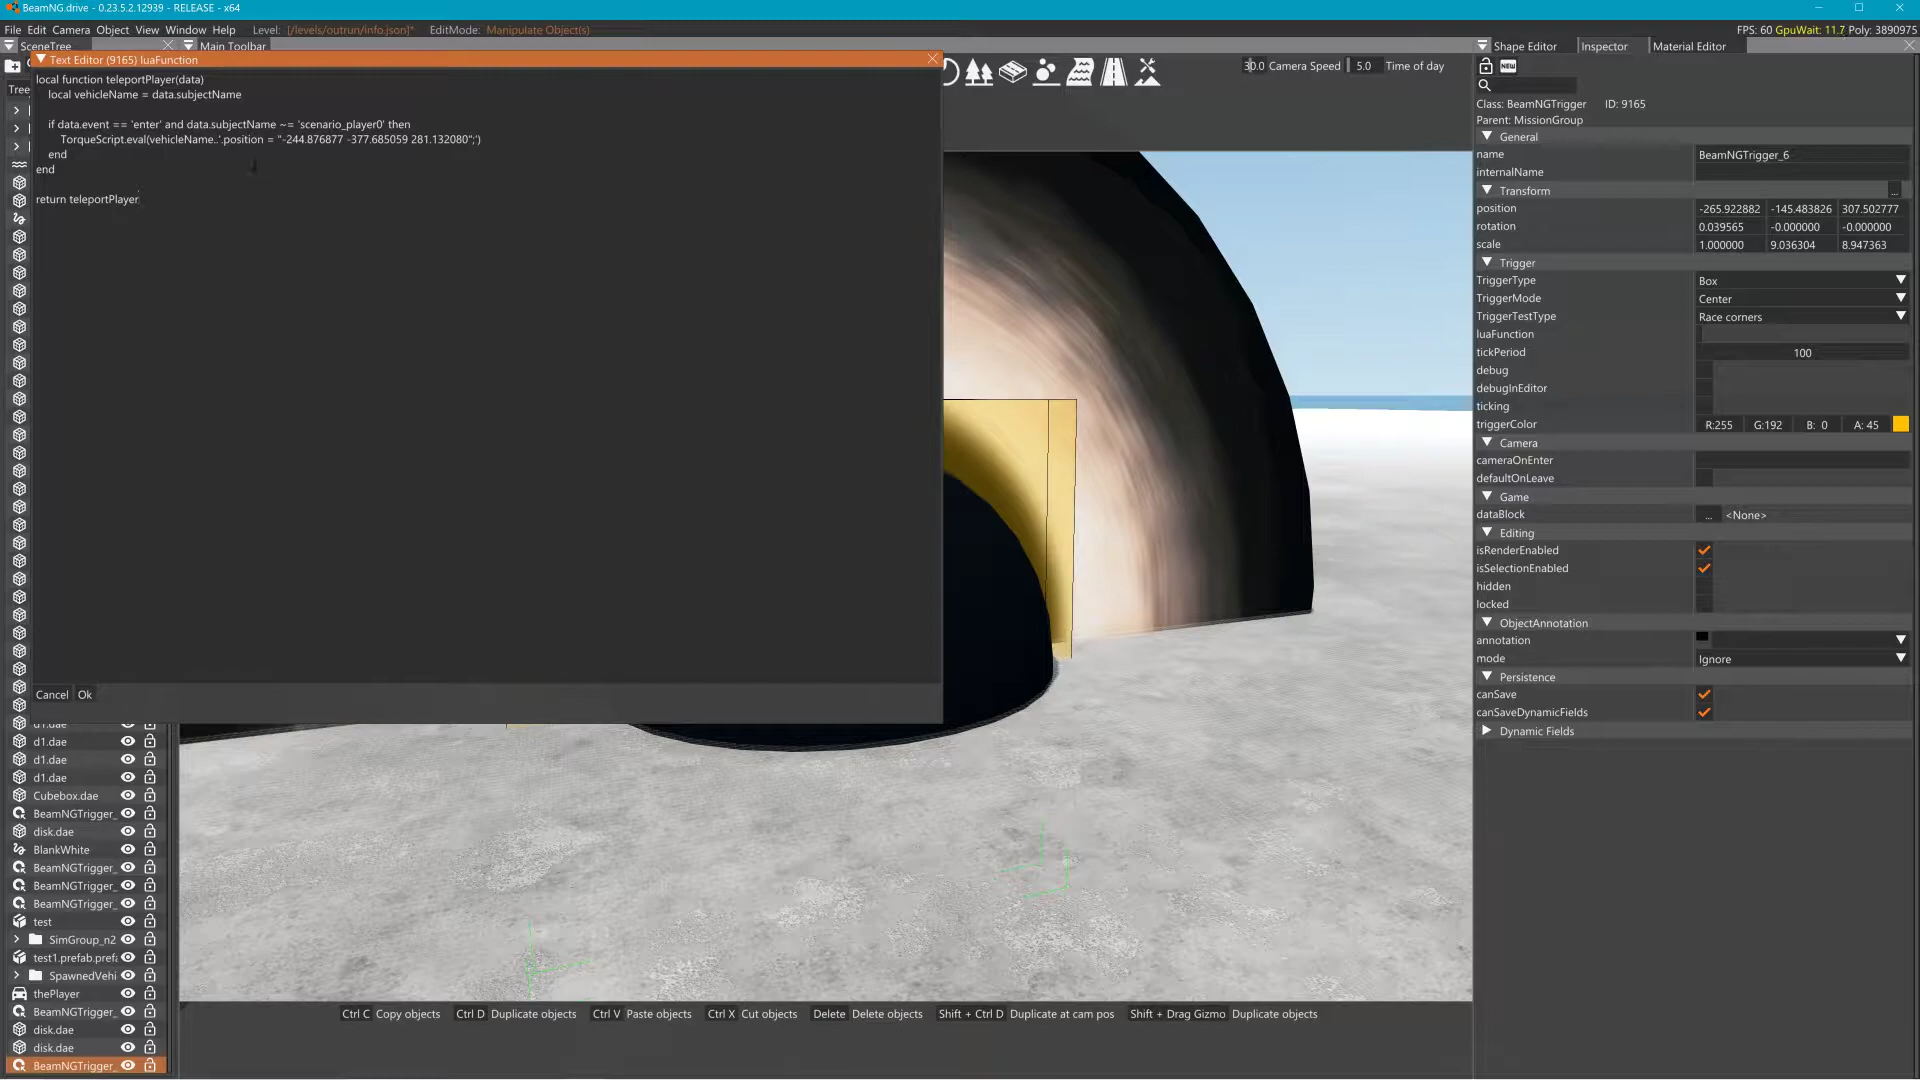 BeamNG.drive - 0.23.5.2.12939 - RELEASE - x64
File Edit Camera Object View Window Help Level: [/levels/outrun/info.json]* EditMode: Manipulate Object(s)
FPS: 60 GpuWait: 11.7 Poly: 3890975
SceneTree
Main Toolbar
Shape Editor Inspector Material Editor
Text Editor (9165) luaFunction
30.0 Camera Speed 5.0 Time of day
NEW
Tree
local function teleportPlayer(data)
local vehicleName = data.subjectName
if data.event == 'enter' and data.subjectName ~= 'scenario_player0' then
TorqueScript.eval(vehicleName..'.position = "-244.876877 -377.685059 281.132080";')
end
end
return teleportPlayer
Cancel Ok
Class: BeamNGTrigger ID: 9165
Parent: MissionGroup
General
name BeamNGTrigger_6
internalName
Transform ...
position -265.922882 -145.483826 307.502777
rotation 0.039565 -0.000000 -0.000000
scale 1.000000 9.036304 8.947363
Trigger
TriggerType Box
TriggerMode Center
TriggerTestType Race corners
luaFunction
tickPeriod 100
debug
debugInEditor
ticking
triggerColor R:255 G:192 B: 0 A: 45
Camera
cameraOnEnter
defaultOnLeave
Game
dataBlock ... <None>
Editing
isRenderEnabled
isSelectionEnabled
hidden
locked
ObjectAnnotation
annotation
mode Ignore
Persistence
canSave
canSaveDynamicFields
Dynamic Fields
d1.dae
d1.dae
d1.dae
d1.dae
Cubebox.dae
BeamNGTrigger_
disk.dae
BlankWhite
BeamNGTrigger_
BeamNGTrigger_
BeamNGTrigger_
test
SimGroup_n2
test1.prefab.prefa
SpawnedVehi
thePlayer
BeamNGTrigger_
disk.dae
disk.dae
BeamNGTrigger_
Ctrl C Copy objects Ctrl D Duplicate objects Ctrl V Paste objects Ctrl X Cut objects Delete Delete objects Shift + Ctrl D Duplicate at cam pos Shift + Drag Gizmo Duplicate objects